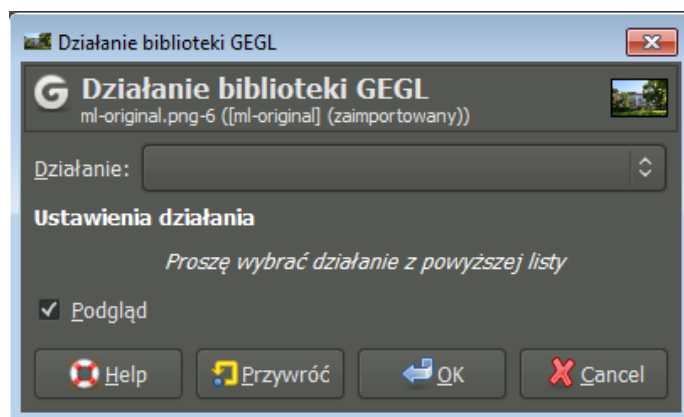 Działanie biblioteki GEGL
Działanie biblioteki GEGL
ml-original.png-6 ([ml-original] (zaimportowany))
Działanie:
Ustawienia działania
Proszę wybrać działanie z powyższej listy
Podgląd
Help Przywróć OK Cancel